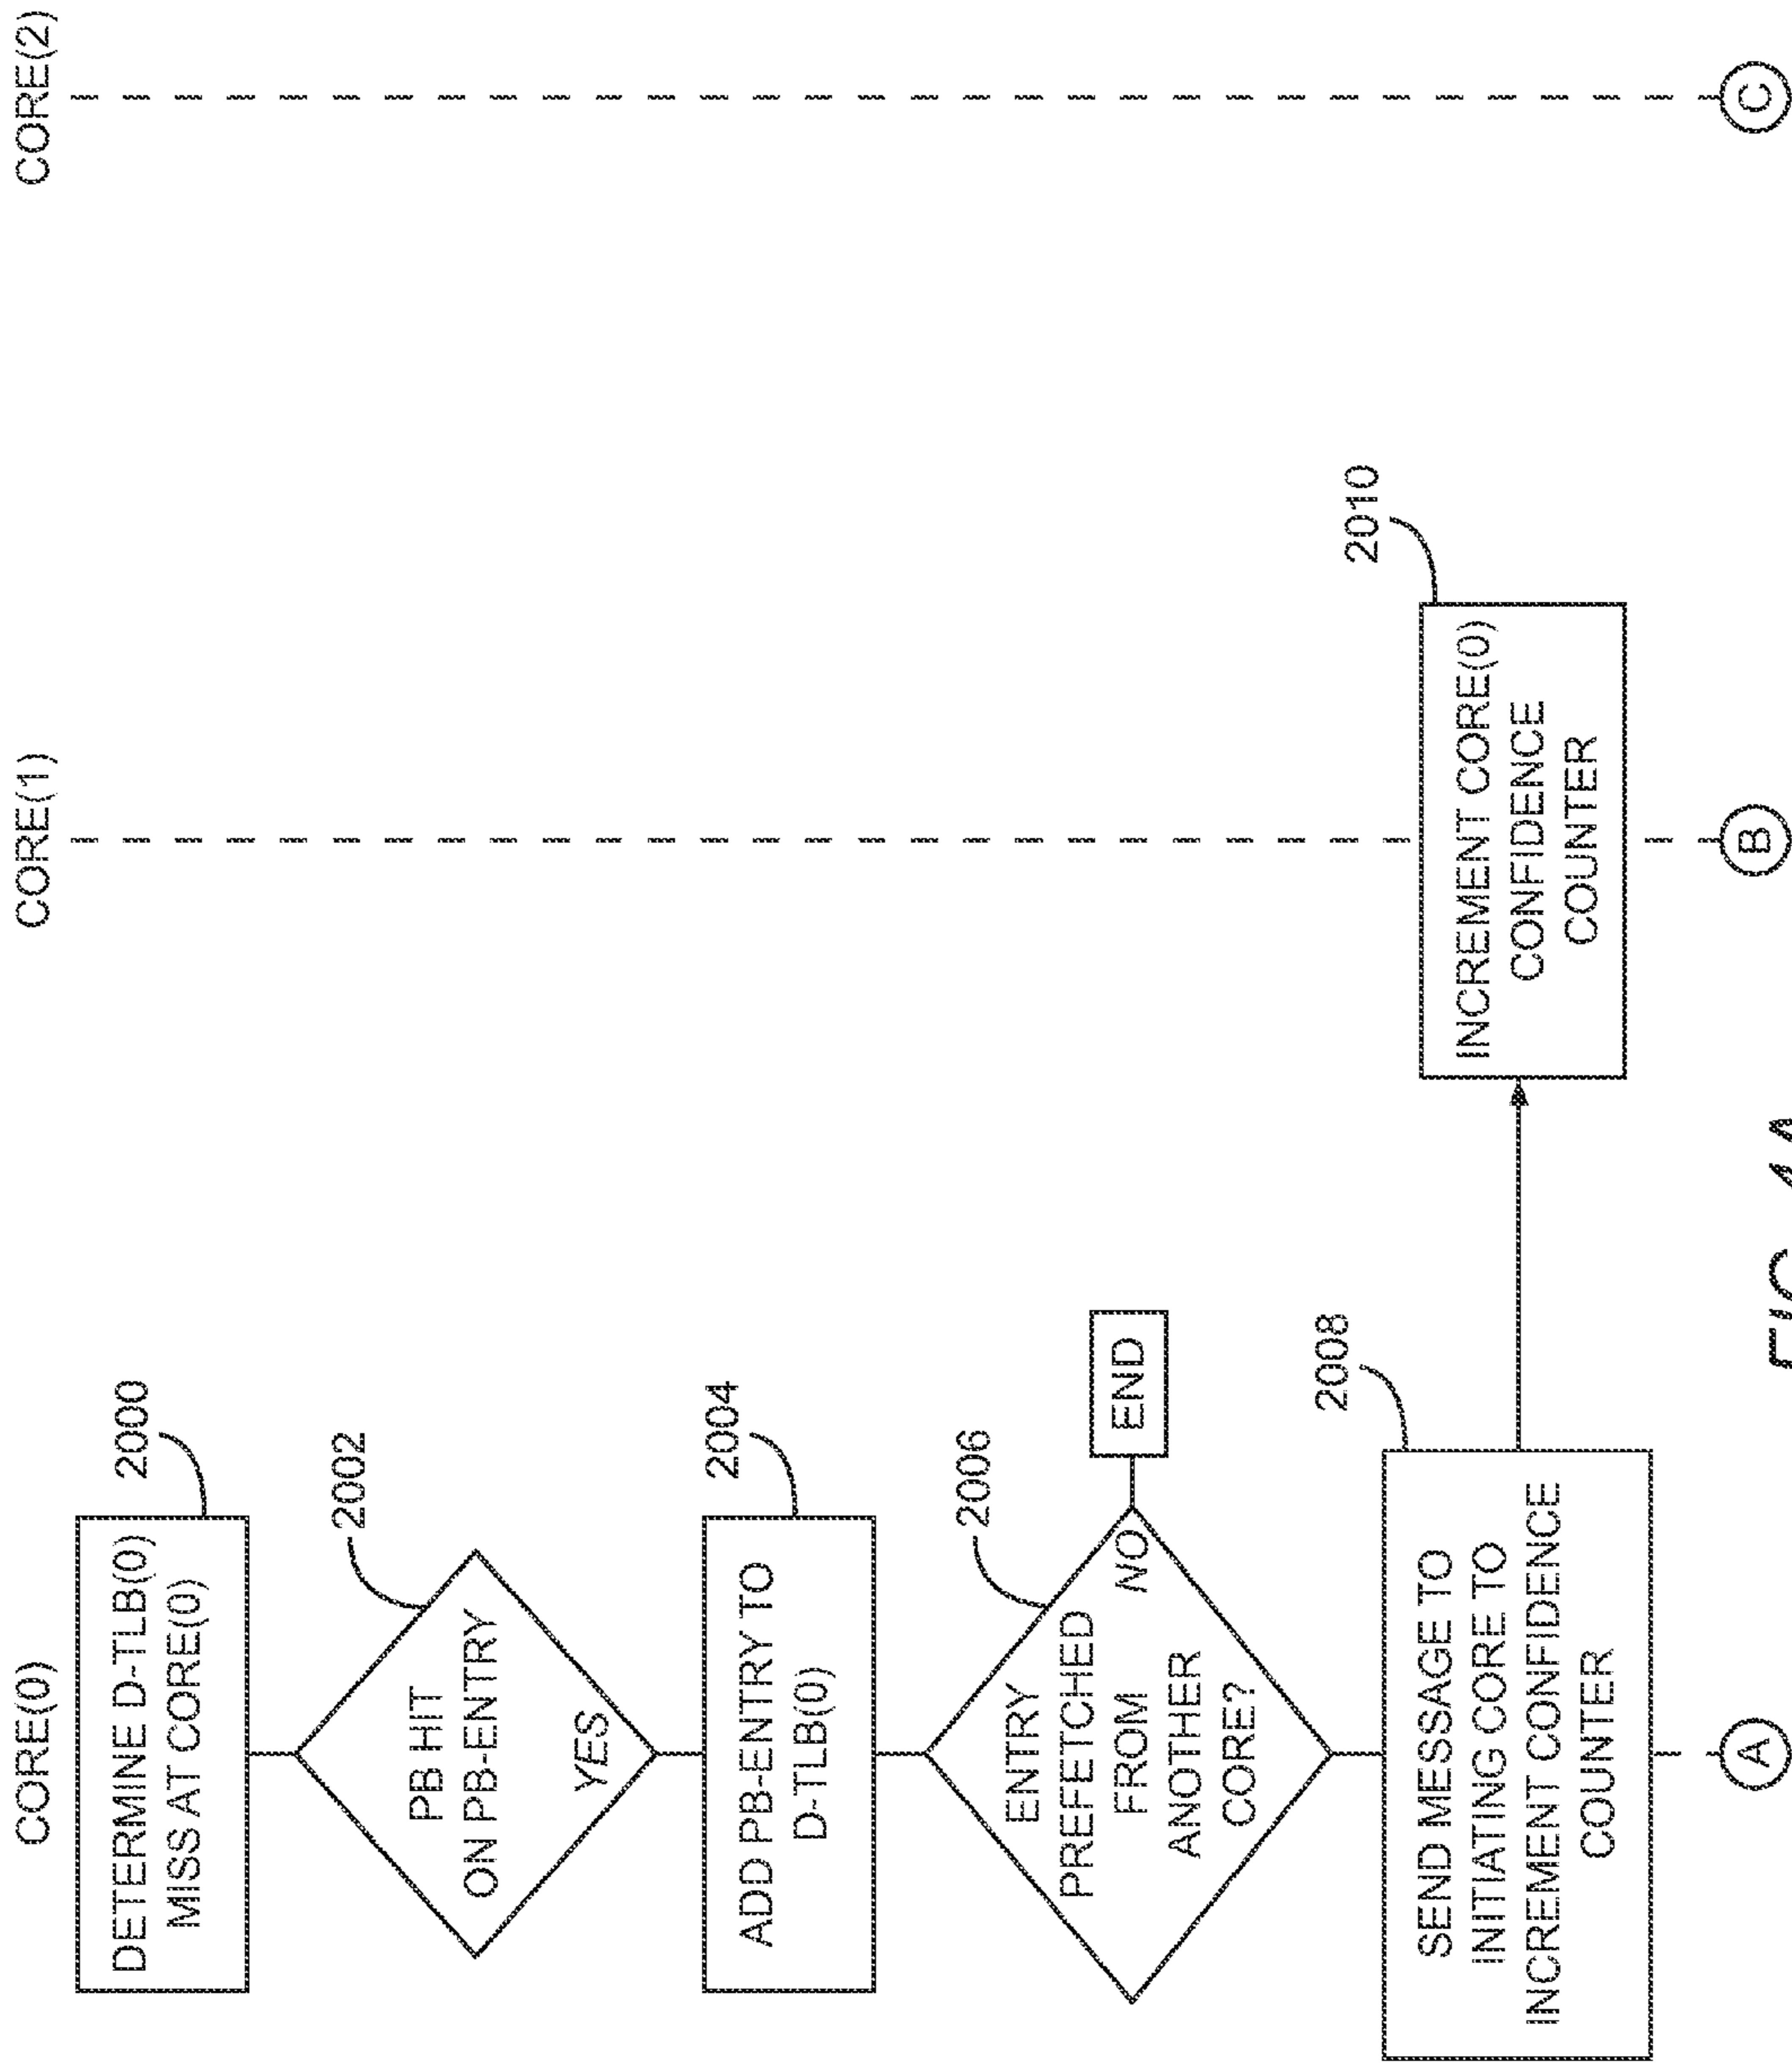 CORE(0)
CORE(1)
CORE(2)
DETERMINE D-TLB(0)
MISS AT CORE(0)
2000
PB HIT
ON PB-ENTRY
YES
2002
ADD PB-ENTRY TO
D-TLB(0)
2004
ENTRY
PREFETCHED
FROM
ANOTHER
CORE?
NO
2006
END
SEND MESSAGE TO
INITIATING CORE TO
INCREMENT CONFIDENCE
COUNTER
2008
INCREMENT CORE(0)
CONFIDENCE
COUNTER
2010
A
B
C
FIG. 4A